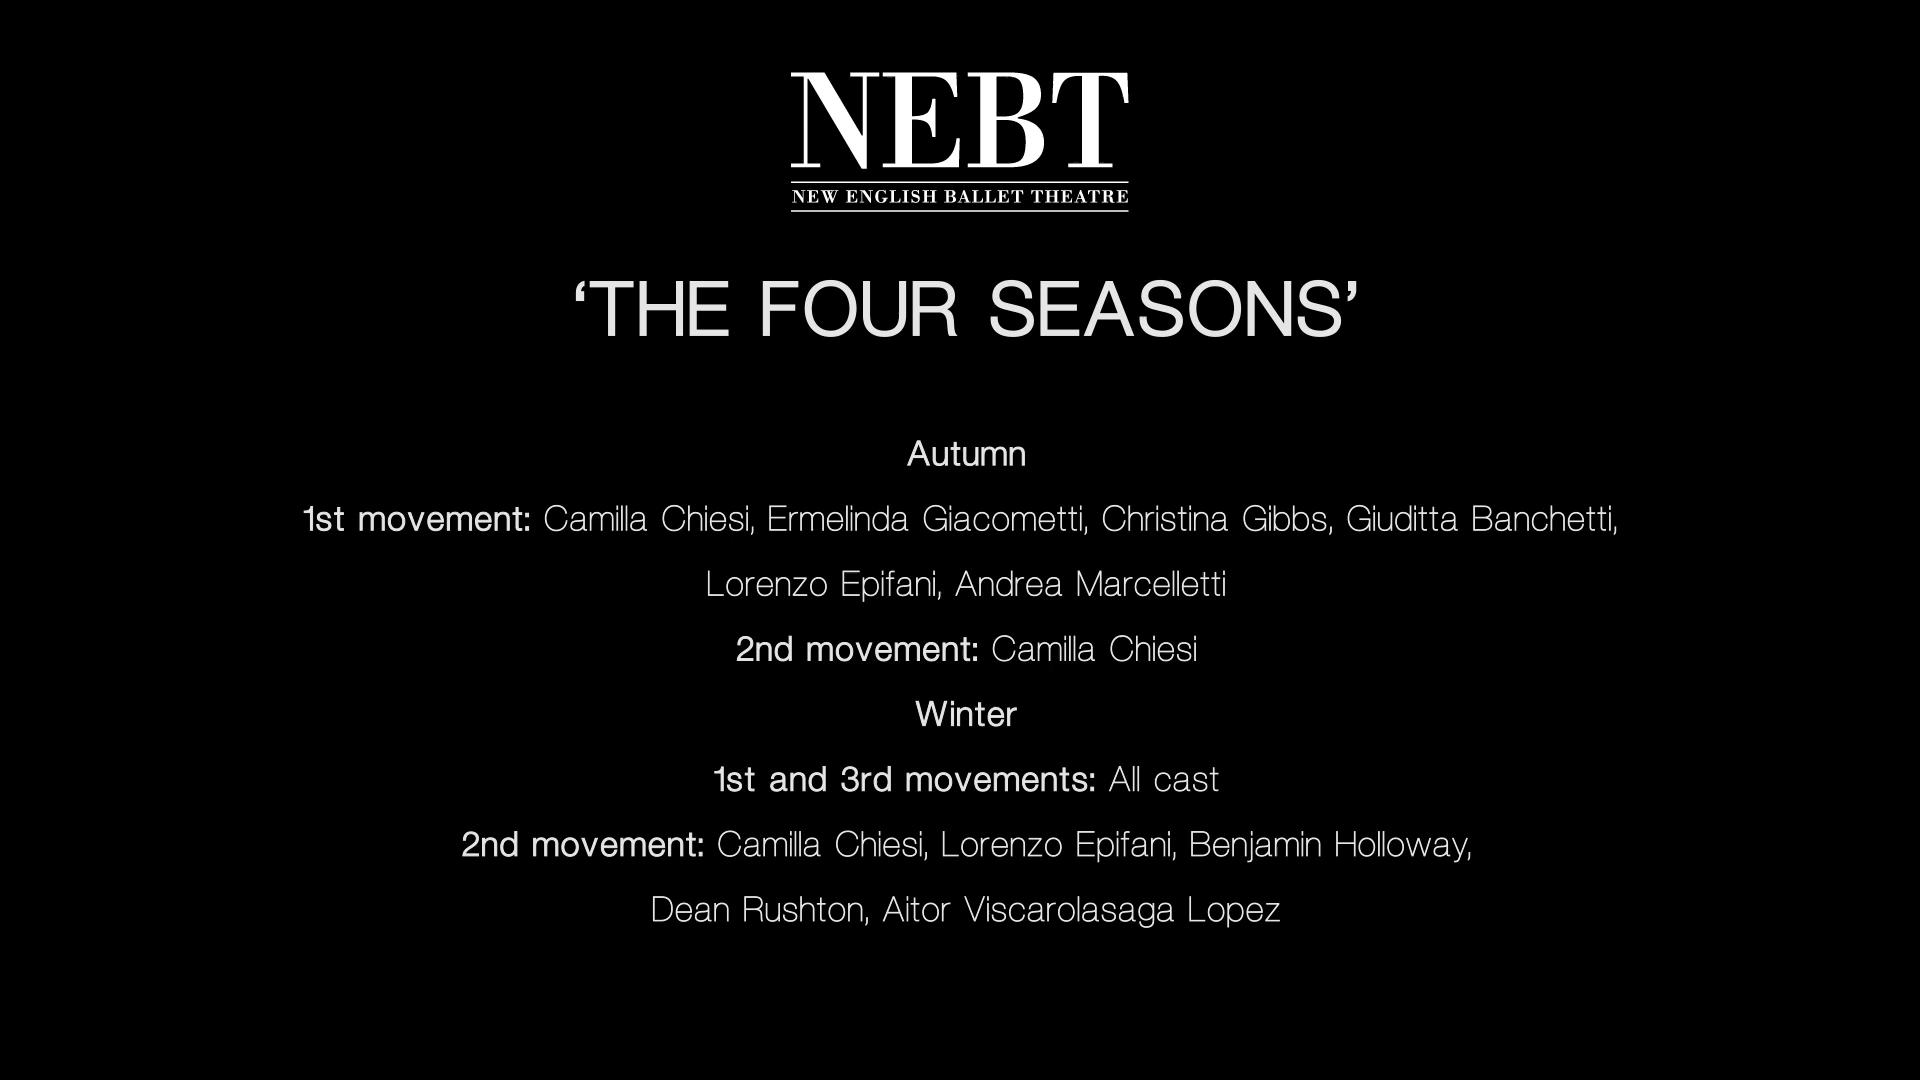 NEBT
NEW ENGLISH BALLET THEATRE
‘THE FOUR SEASONS’
Autumn
1st movement: Camilla Chiesi, Ermelinda Giacometti, Christina Gibbs, Giuditta Banchetti,
Lorenzo Epifani, Andrea Marcelletti
2nd movement: Camilla Chiesi
Winter
1st and 3rd movements: All cast
2nd movement: Camilla Chiesi, Lorenzo Epifani, Benjamin Holloway,
Dean Rushton, Aitor Viscarolasaga Lopez